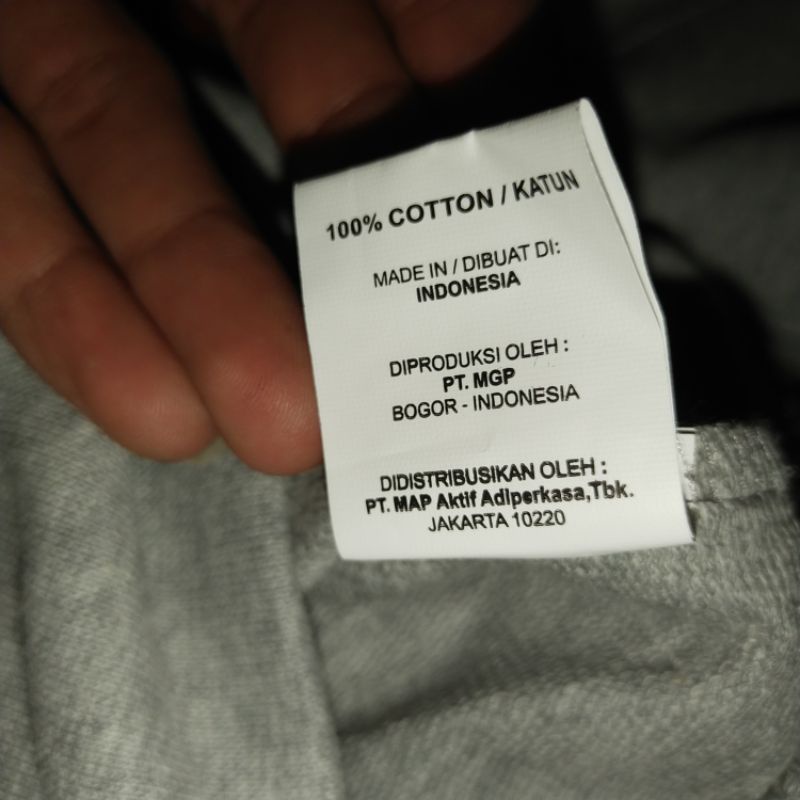 100% COTTON / KATUN
MADE IN / DIBUAT DI:
INDONESIA
DIPRODUKSI OLEH :
PT. MGP
BOGOR - INDONESIA
DIDISTRIBUSIKAN OLEH :
PT. MAP Aktif Adiperkasa,Tbk.
JAKARTA 10220